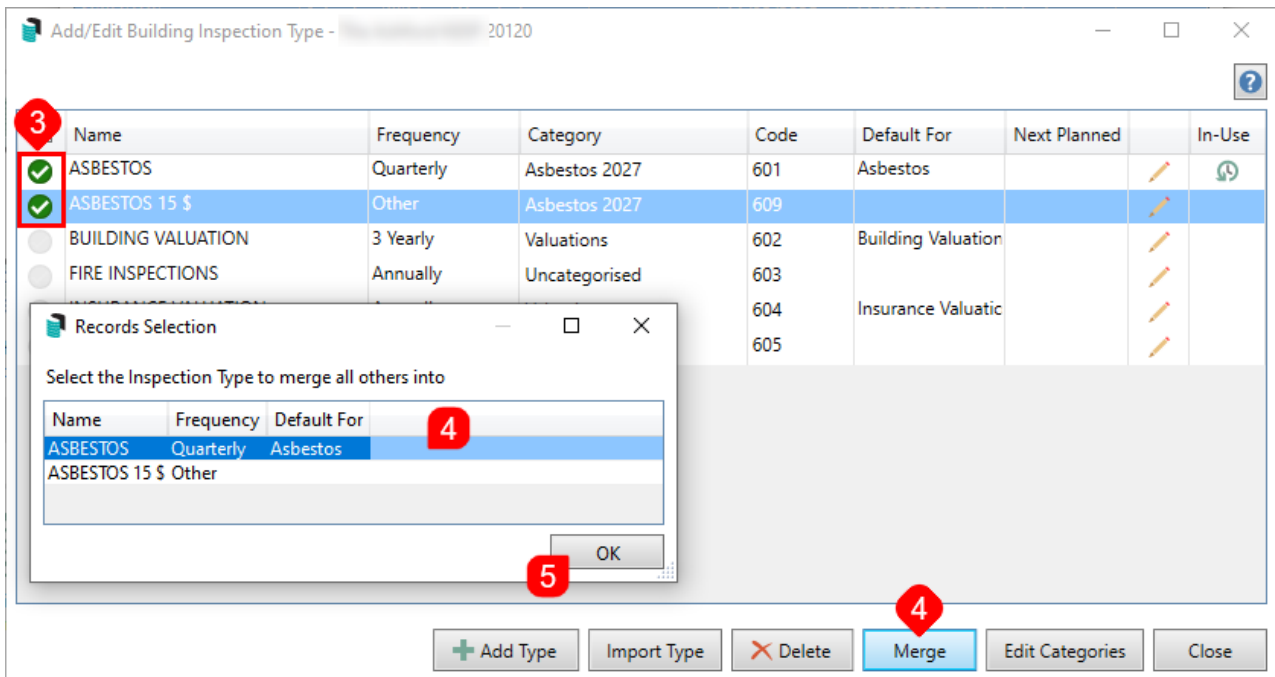 Add/Edit Building Inspection Type - 20120
?
3
Name Frequency Category Code Default For Next Planned In-Use
ASBESTOS Quarterly Asbestos 2027 601 Asbestos
ASBESTOS 15 $ Other Asbestos 2027 609
BUILDING VALUATION 3 Yearly Valuations 602 Building Valuation
FIRE INSPECTIONS Annually Uncategorised 603
604 Insurance Valuatic
605
Records Selection
Select the Inspection Type to merge all others into
Name Frequency Default For
4
ASBESTOS Quarterly Asbestos
ASBESTOS 15 $ Other
OK
5
4
Add Type Import Type Delete Merge Edit Categories Close